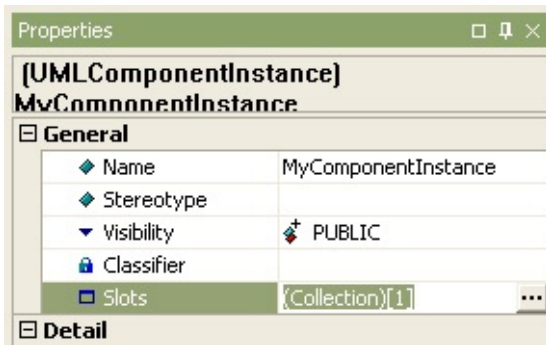 Properties
(UMLComponentInstance)
MyComponentInstance
General
Name MyComponentInstance
Stereotype
Visibility PUBLIC
Classifier
Slots (Collection)[1] ...
Detail